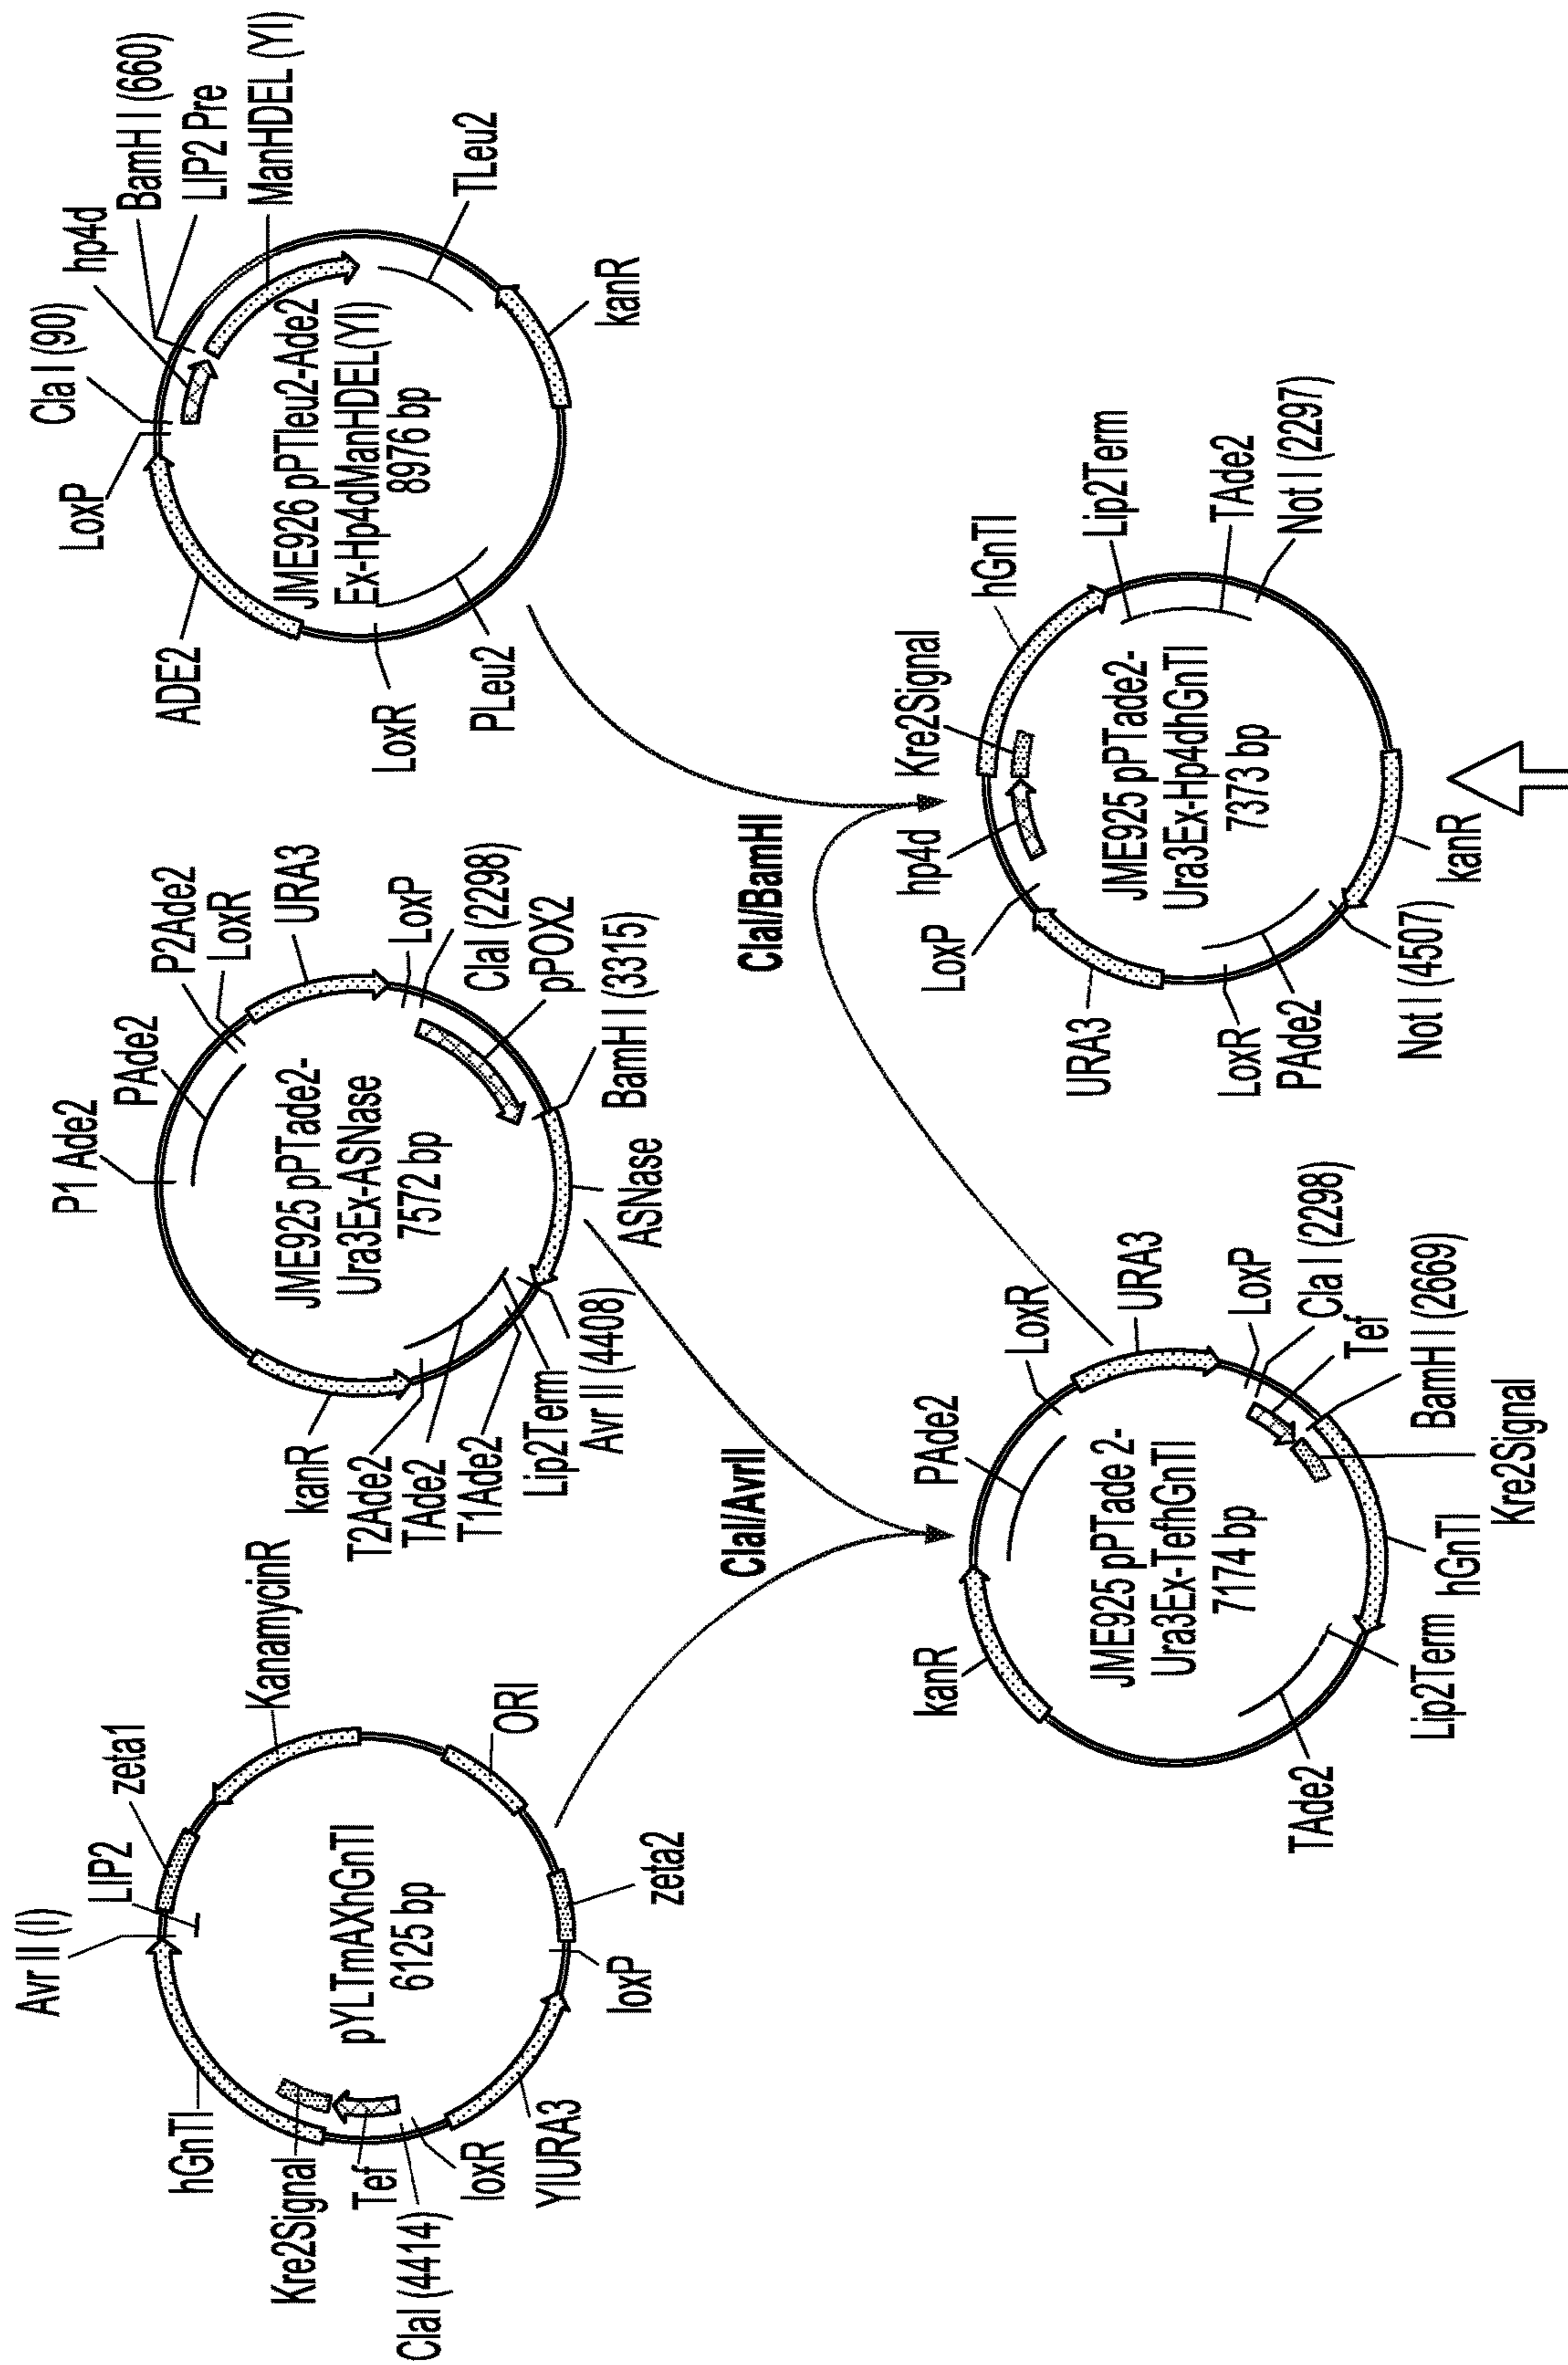 Avr II (I)
LIP2
zeta1
KanamycinR
ORI
zeta2
loxP
YlURA3
loxR
ClaI (4414)
Tef
Kre2Signal
hGnTI
pYLTmAXhGnTI
6125 bp
P1 Ade2
PAde2
P2Ade2
LoxR
URA3
LoxP
ClaI (2298)
pPOX2
BamH I (3315)
ASNase
Avr II (4408)
Lip2Term
T1Ade2
TAde2
T2Ade2
kanR
JME925 pPTade2-
Ura3Ex-ASNase
7572 bp
LoxP
Cla I (90)
hp4d
BamH I (660)
LIP2 Pre
ManHDEL (Yl)
TLeu2
kanR
PLeu2
LoxR
ADE2
JME926 pPTleu2-Ade2
Ex-Hp4dManHDEL(Yl)
8976 bp
ClaI/AvrII
ClaI/BamHI
kanR
PAde2
LoxR
URA3
LoxP
Cla I (2298)
Tef
BamH I (2669)
Kre2Signal
hGnTI
Lip2Term
TAde2
JME925 pPTade 2-
Ura3Ex-TefhGnTI
7174 bp
URA3
LoxP
hp4d
Kre2Signal
hGnTI
Lip2Term
TAde2
Not I (2297)
kanR
Not I (4507)
PAde2
LoxR
JME925 pPTade2-
Ura3Ex-Hp4dhGnTI
7373 bp